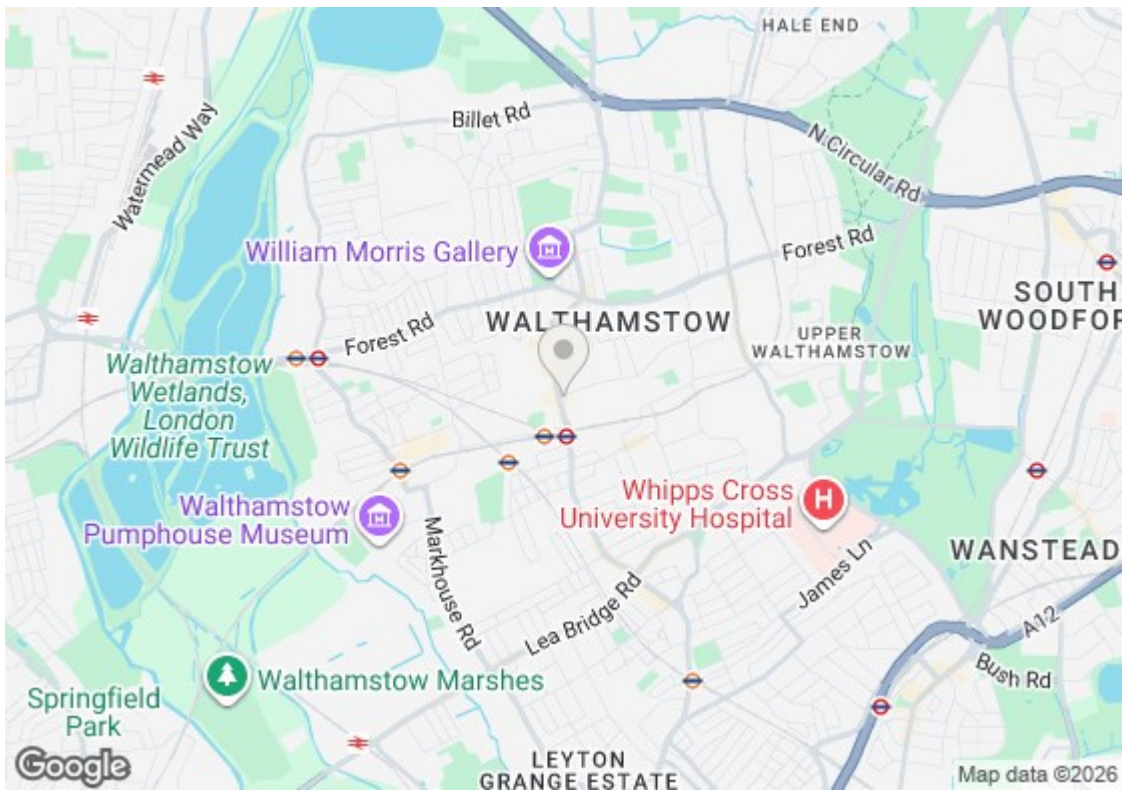 HALE END
Billet Rd
Watermead Way
N Circular Rd
William Morris Gallery
Forest Rd
SOUTH
WOODFOR
Forest Rd
WALTHAMSTOW
UPPER
WALTHAMSTOW
Walthamstow
Wetlands,
London
Wildlife Trust
Whipps Cross
University Hospital
H
Walthamstow
Pumphouse Museum
Markhouse Rd
WANSTEAD
James Ln
Lea Bridge Rd
A12
Bush Rd
Walthamstow Marshes
Springfield
Park
LEYTON
GRANGE ESTATE
Google
Map data ©2026